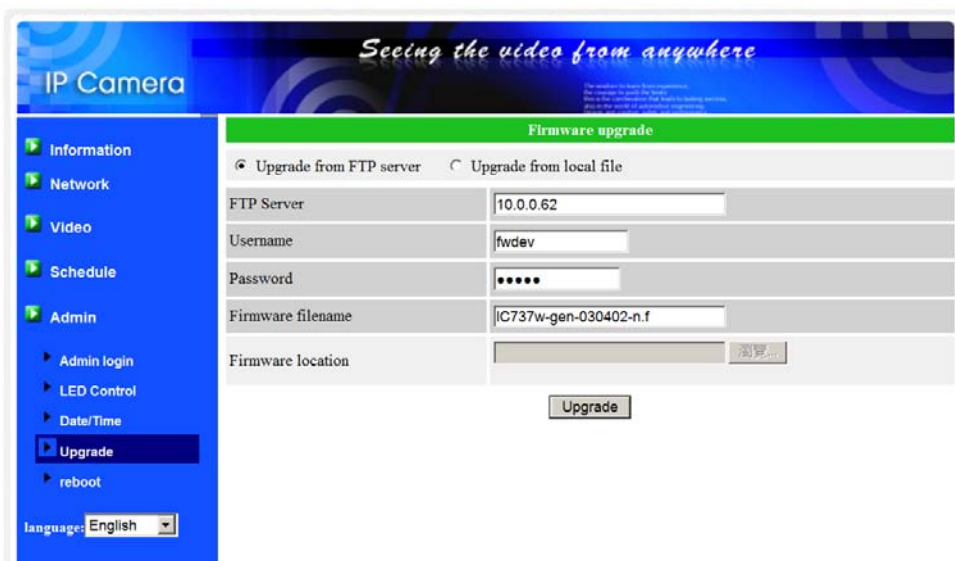 Seeing the video from anywhere
IP Camera
Information
Network
Video
Schedule
Admin
Admin login
LED Control
Date/Time
Upgrade
reboot
language: English
Firmware upgrade
Upgrade from FTP server Upgrade from local file
FTP Server 10.0.0.62
Username fwdev
Password •••••
Firmware filename IC737w-gen-030402-n.f
Firmware location 瀏覽...
Upgrade